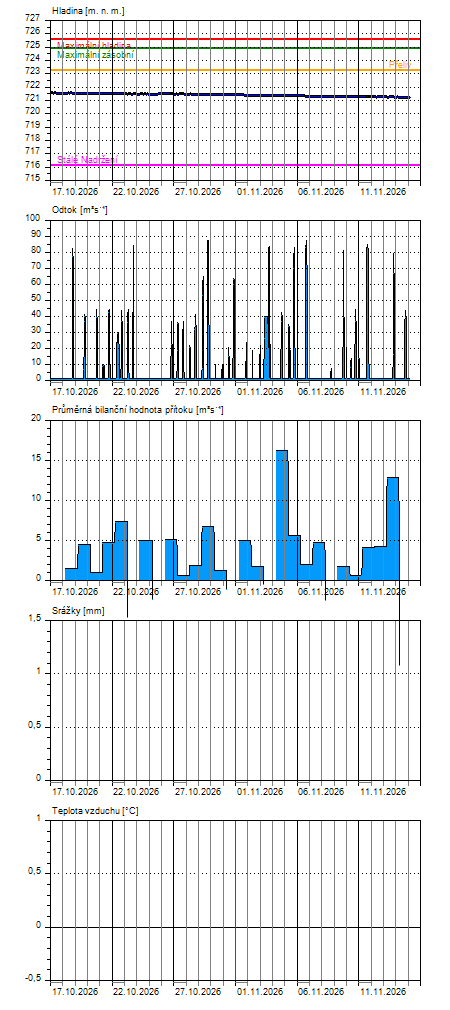 Hladina [m. n. m.]
727
726
725
724
723
722
721
720
719
718
717
716
715
Maximální hladina
Maximální zásobní
Přeliv
Stálé Nadržení
17.10.2026 22.10.2026 27.10.2026 01.11.2026 06.11.2026 11.11.2026
Odtok [m³s⁻¹]
100
90
80
70
60
50
40
30
20
10
0
17.10.2026 22.10.2026 27.10.2026 01.11.2026 06.11.2026 11.11.2026
Průměrná bilanční hodnota přítoku [m³s⁻¹]
20
15
10
5
0
17.10.2026 22.10.2026 27.10.2026 01.11.2026 06.11.2026 11.11.2026
Srážky [mm]
1,5
1
0,5
0
17.10.2026 22.10.2026 27.10.2026 01.11.2026 06.11.2026 11.11.2026
Teplota vzduchu [°C]
1
0,5
0
-0,5
17.10.2026 22.10.2026 27.10.2026 01.11.2026 06.11.2026 11.11.2026